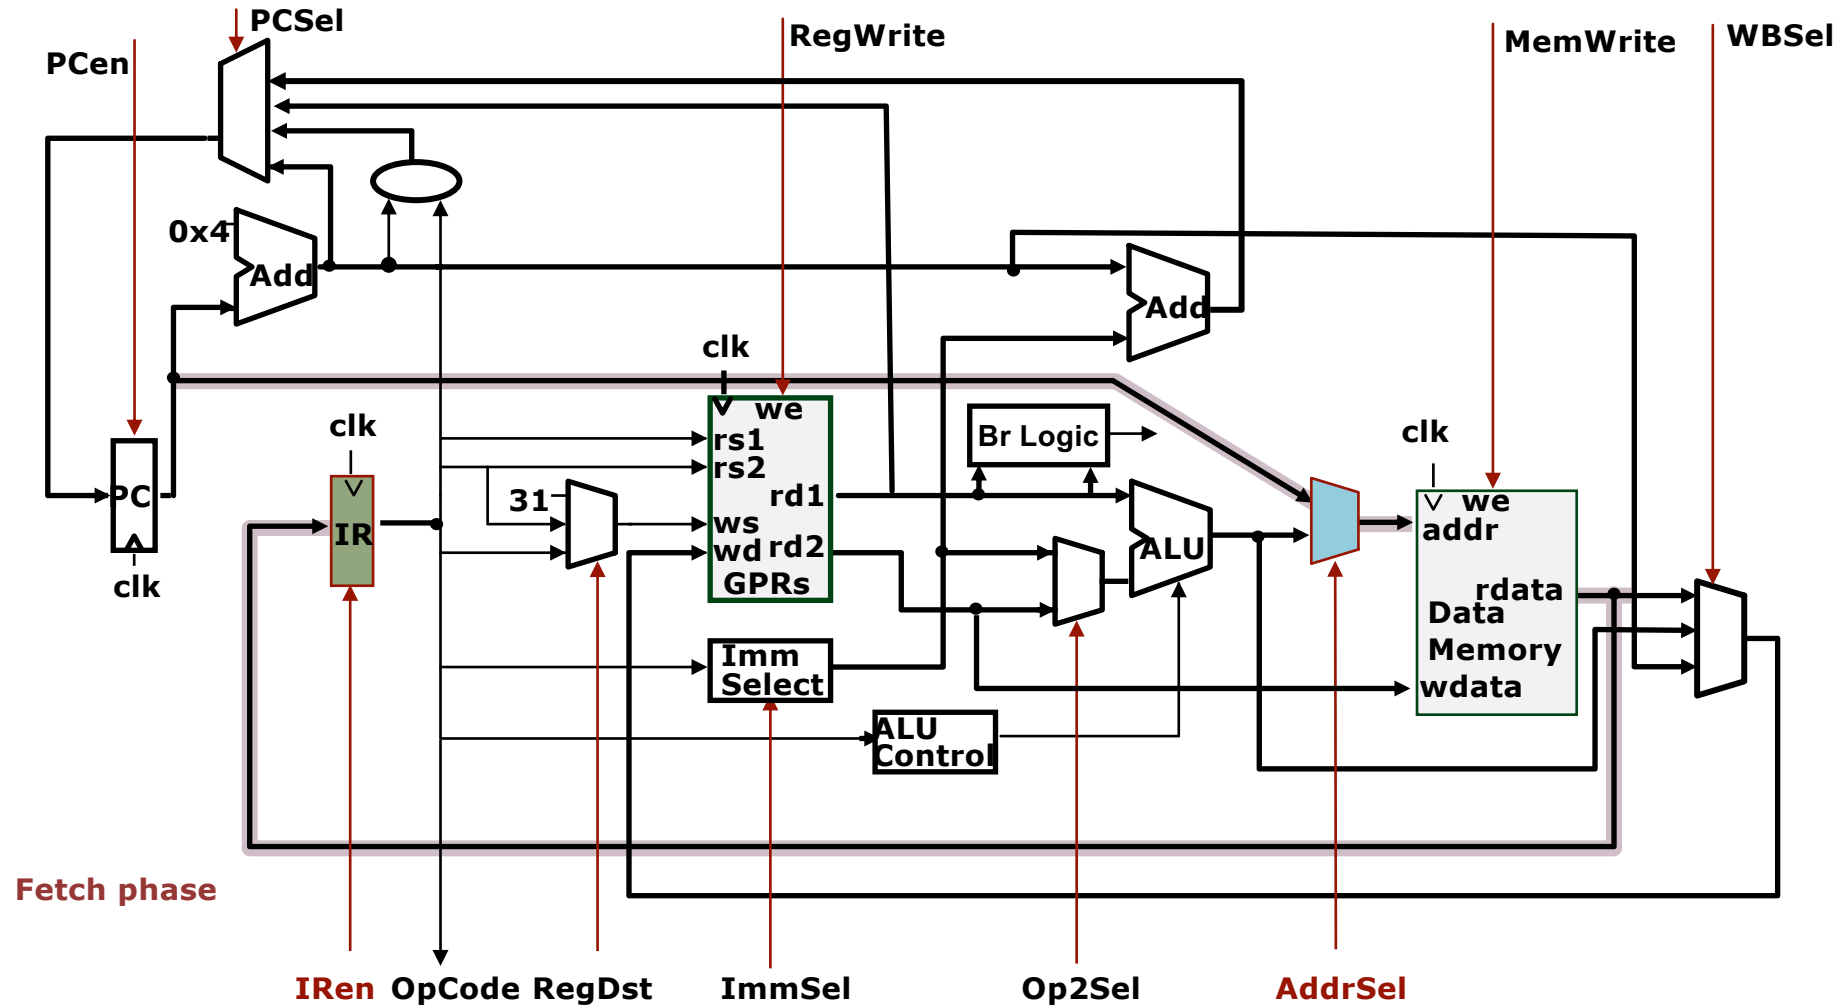 PCSel
RegWrite
WBSel
MemWrite
PCen
0x4
Add
Add
clk
we
clk
clk
rs1
Br Logic
rs2
PC
31
rd1
we
IR
ws
addr
wd
rd2
ALU
clk
GPRs
rdata
Data
Imm
Memory
Select
wdata
ALU
Control
Fetch phase
IRen
OpCode
RegDst
ImmSel
Op2Sel
AddrSel